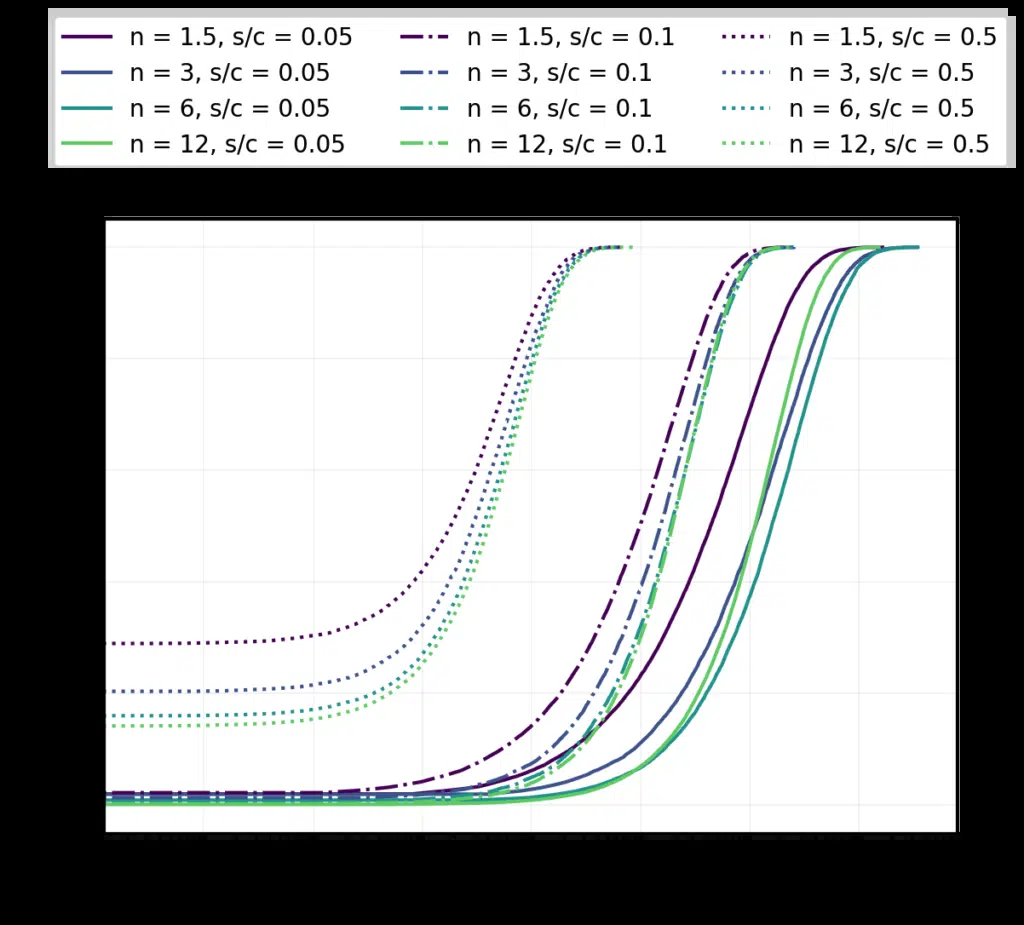 n = 1.5, s/c = 0.05 n = 1.5, s/c = 0.1 n = 1.5, s/c = 0.5
n = 3, s/c = 0.05 n = 3, s/c = 0.1 n = 3, s/c = 0.5
n = 6, s/c = 0.05 n = 6, s/c = 0.1 n = 6, s/c = 0.5
n = 12, s/c = 0.05 n = 12, s/c = 0.1 n = 12, s/c = 0.5